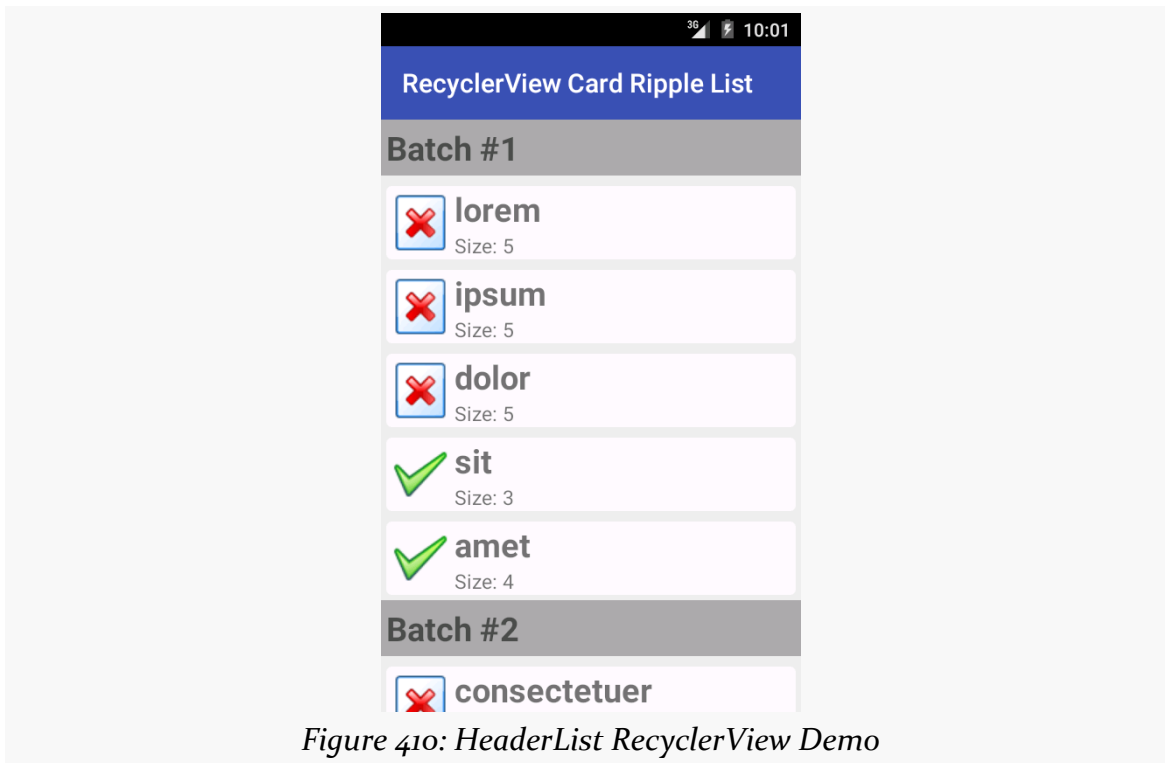 3G 10:01
RecyclerView Card Ripple List
Batch #1
lorem
Size: 5
ipsum
Size: 5
dolor
Size: 5
sit
Size: 3
amet
Size: 4
Batch #2
consectetuer
Figure 410: HeaderList RecyclerView Demo